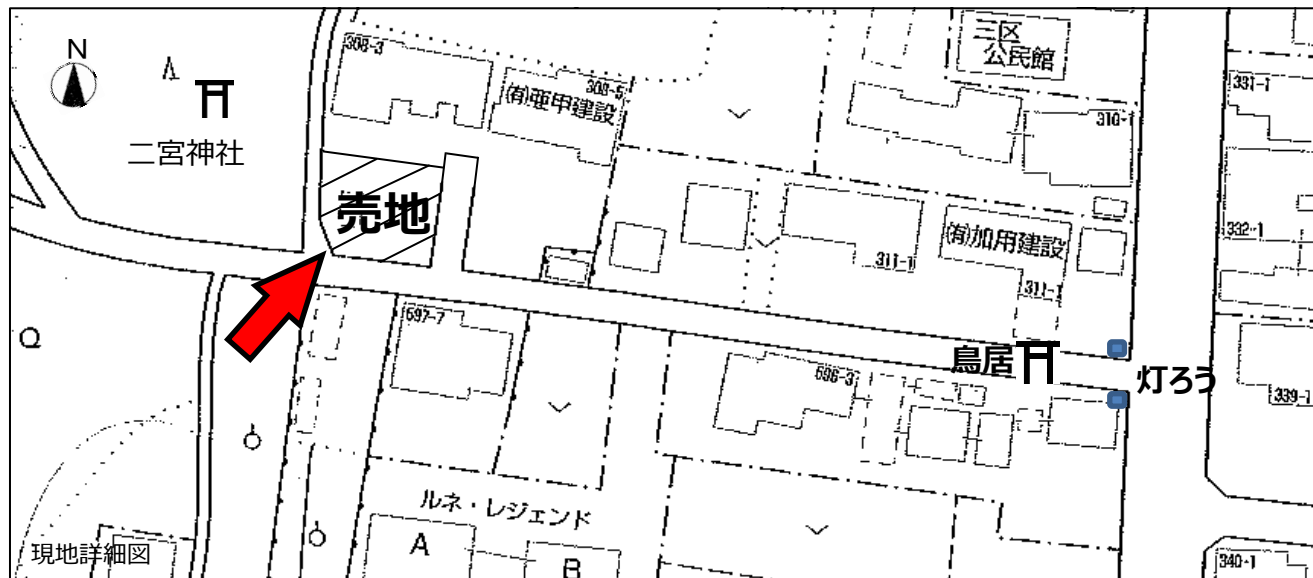 N
二宮神社
308-3
308-5
(有)亜甲建設
三区
公民館
310-1
331-1
332-1
売地
311-1
(有)加用建設
311-1
697-7
696-3
鳥居
灯ろう
339-1
ルネ・レジェンド
A
B
340-1
現地詳細図